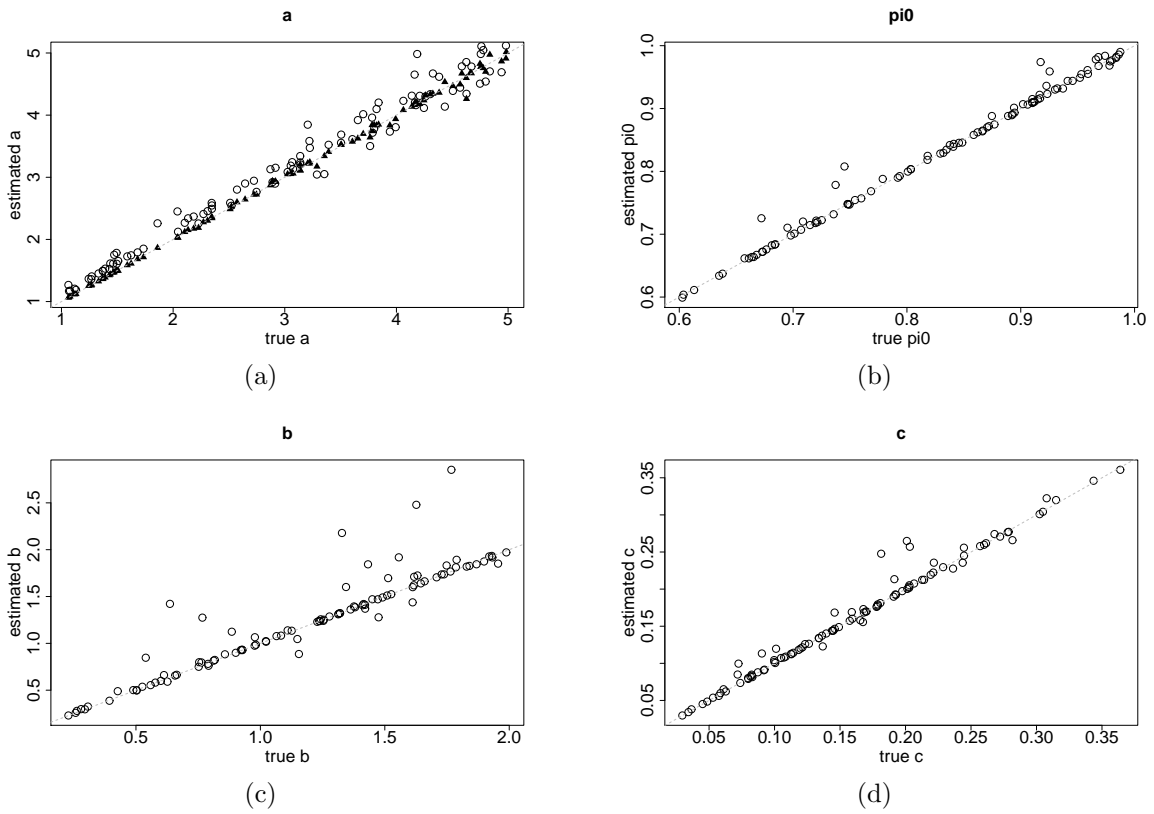 a
estimated a
5
4
3
2
1
1 2 3 4 5
true a
(a)
pi0
estimated pi0
1.0
0.9
0.8
0.7
0.6
0.6 0.7 0.8 0.9 1.0
true pi0
(b)
b
estimated b
2.5
2.0
1.5
1.0
0.5
0.5 1.0 1.5 2.0
true b
(c)
c
estimated c
0.35
0.25
0.15
0.05
0.05 0.10 0.15 0.20 0.25 0.30 0.35
true c
(d)